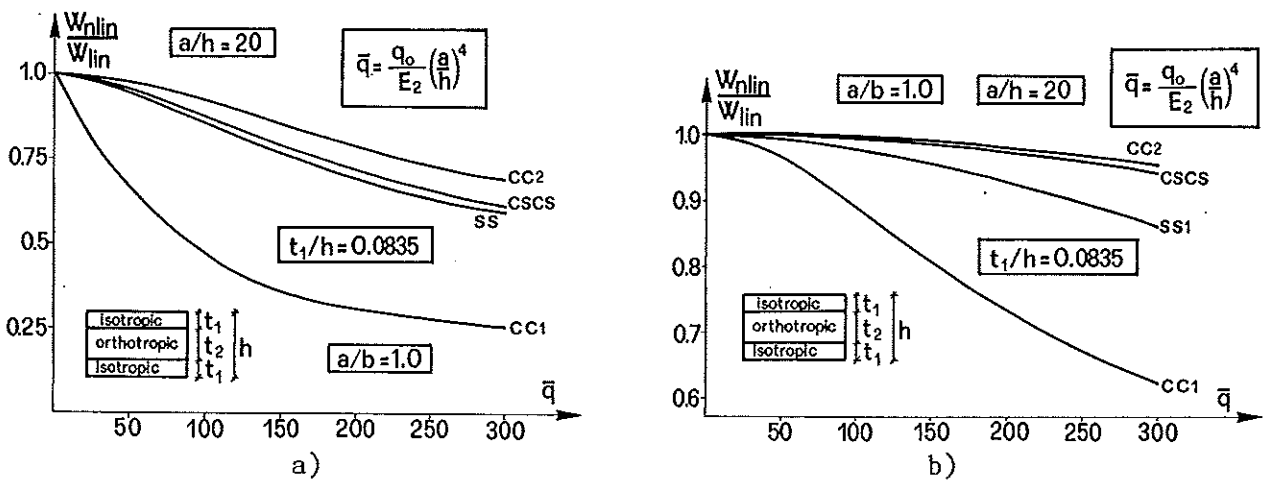 Wnlin
Wlin
a/h = 20
q̄ = q₀/E₂ (a/h)⁴
1.0
0.75
0.5
0.25
CC2
CSCS
SS
t₁/h = 0.0835
CC1
isotropic
orthotropic
Isotropic
t₁
t₂
t₁
h
a/b = 1.0
q̄
50 100 150 200 250 300
a)
Wnlin
Wlin
a/b = 1.0
a/h = 20
q̄ = q₀/E₂ (a/h)⁴
1.0
0.9
0.8
0.7
0.6
CC2
CSCS
SS1
t₁/h = 0.0835
CC1
isotropic
orthotropic
Isotropic
t₁
t₂
t₁
h
q̄
50 100 150 200 250 300
b)